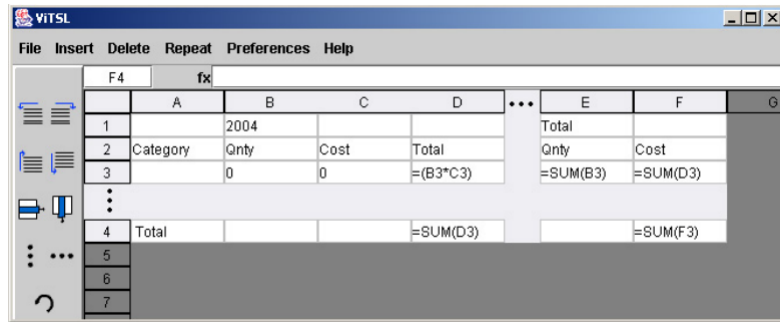 ViTSL
File Insert Delete Repeat Preferences Help
F4 fx
A B C D ••• E F G
1 2004 Total
2 Category Qnty Cost Total Qnty Cost
3 0 0 =(B3*C3) =SUM(B3) =SUM(D3)
4 Total =SUM(D3) =SUM(F3)
5
6
7